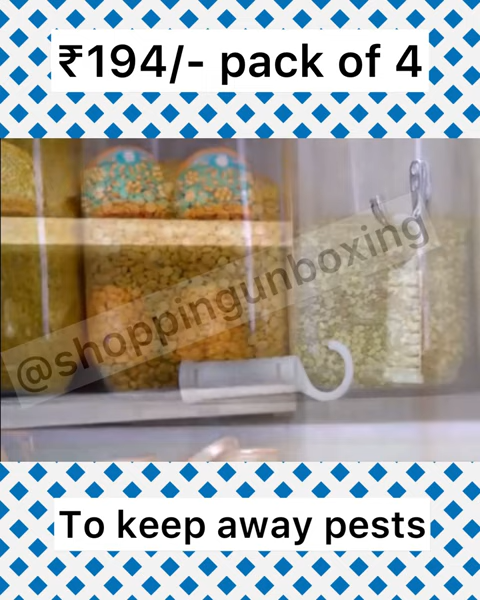 ₹194/- pack of 4
@shoppingunboxing
To keep away pests